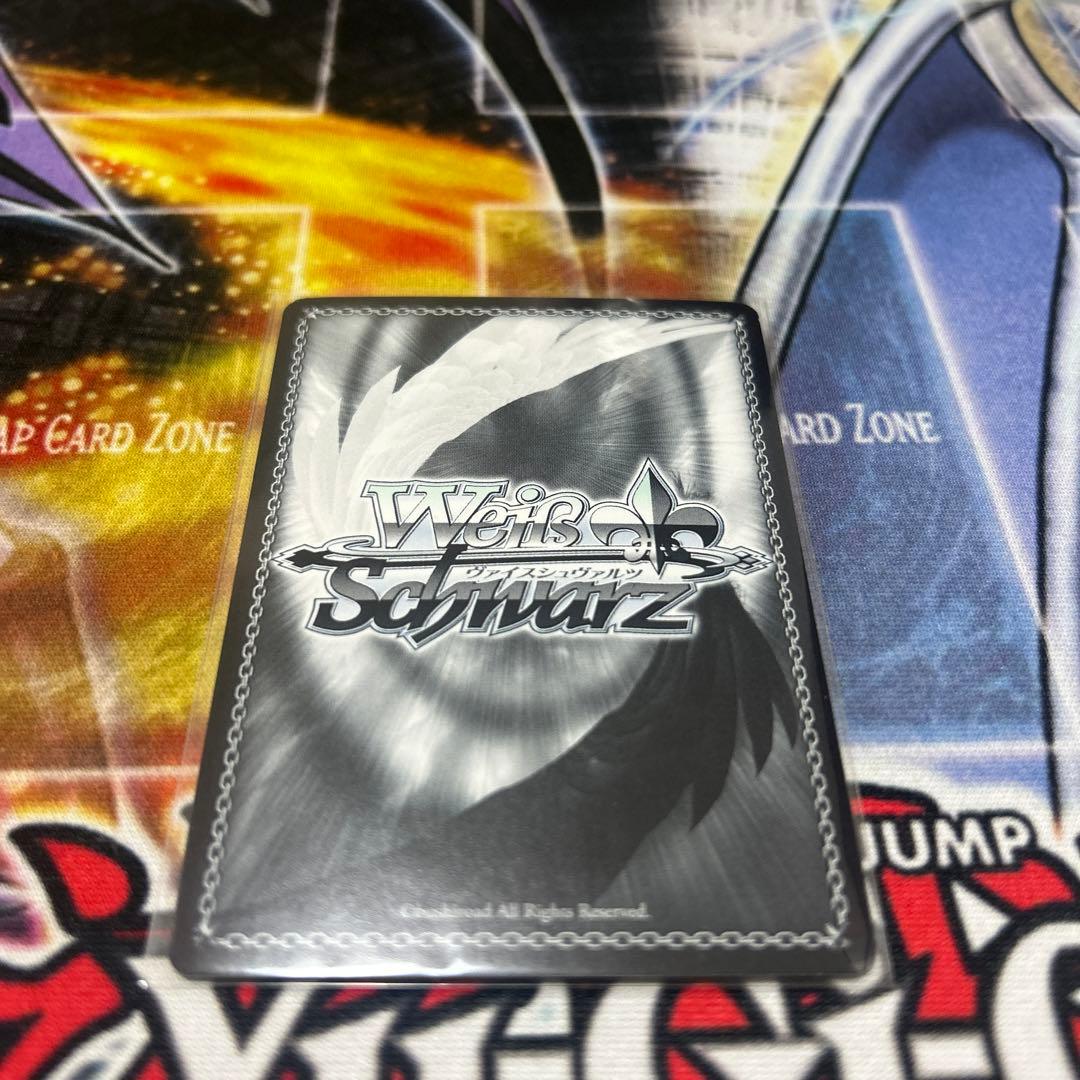 AP CARD ZONE
ARD ZONE
Weiß
ヴァイスシュヴァルツ
Schwarz
©bushiroad All Rights Reserved.
JUMP